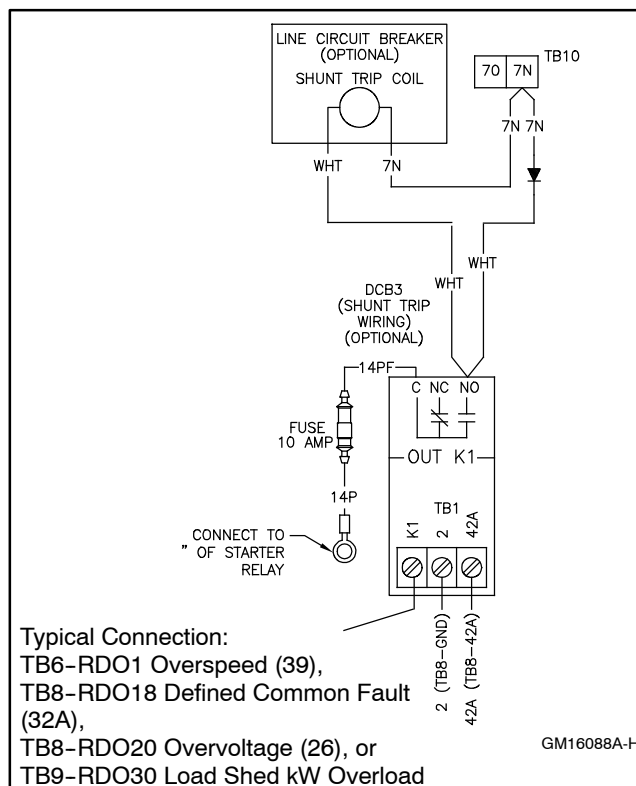 LINE CIRCUIT BREAKER
(OPTIONAL)
SHUNT TRIP COIL
70 7N TB10
7N 7N
WHT 7N
WHT WHT
DCB3
(SHUNT TRIP
WIRING)
(OPTIONAL)
14PF
C NC NO
FUSE
10 AMP
OUT K1
14P
TB1
K1 2 42A
CONNECT TO
" OF STARTER
RELAY
2 (TB8-GND)
42A (TB8-42A)
Typical Connection:
TB6-RDO1 Overspeed (39),
TB8-RDO18 Defined Common Fault
(32A),
TB8-RDO20 Overvoltage (26), or
TB9-RDO30 Load Shed kW Overload
GM16088A-H